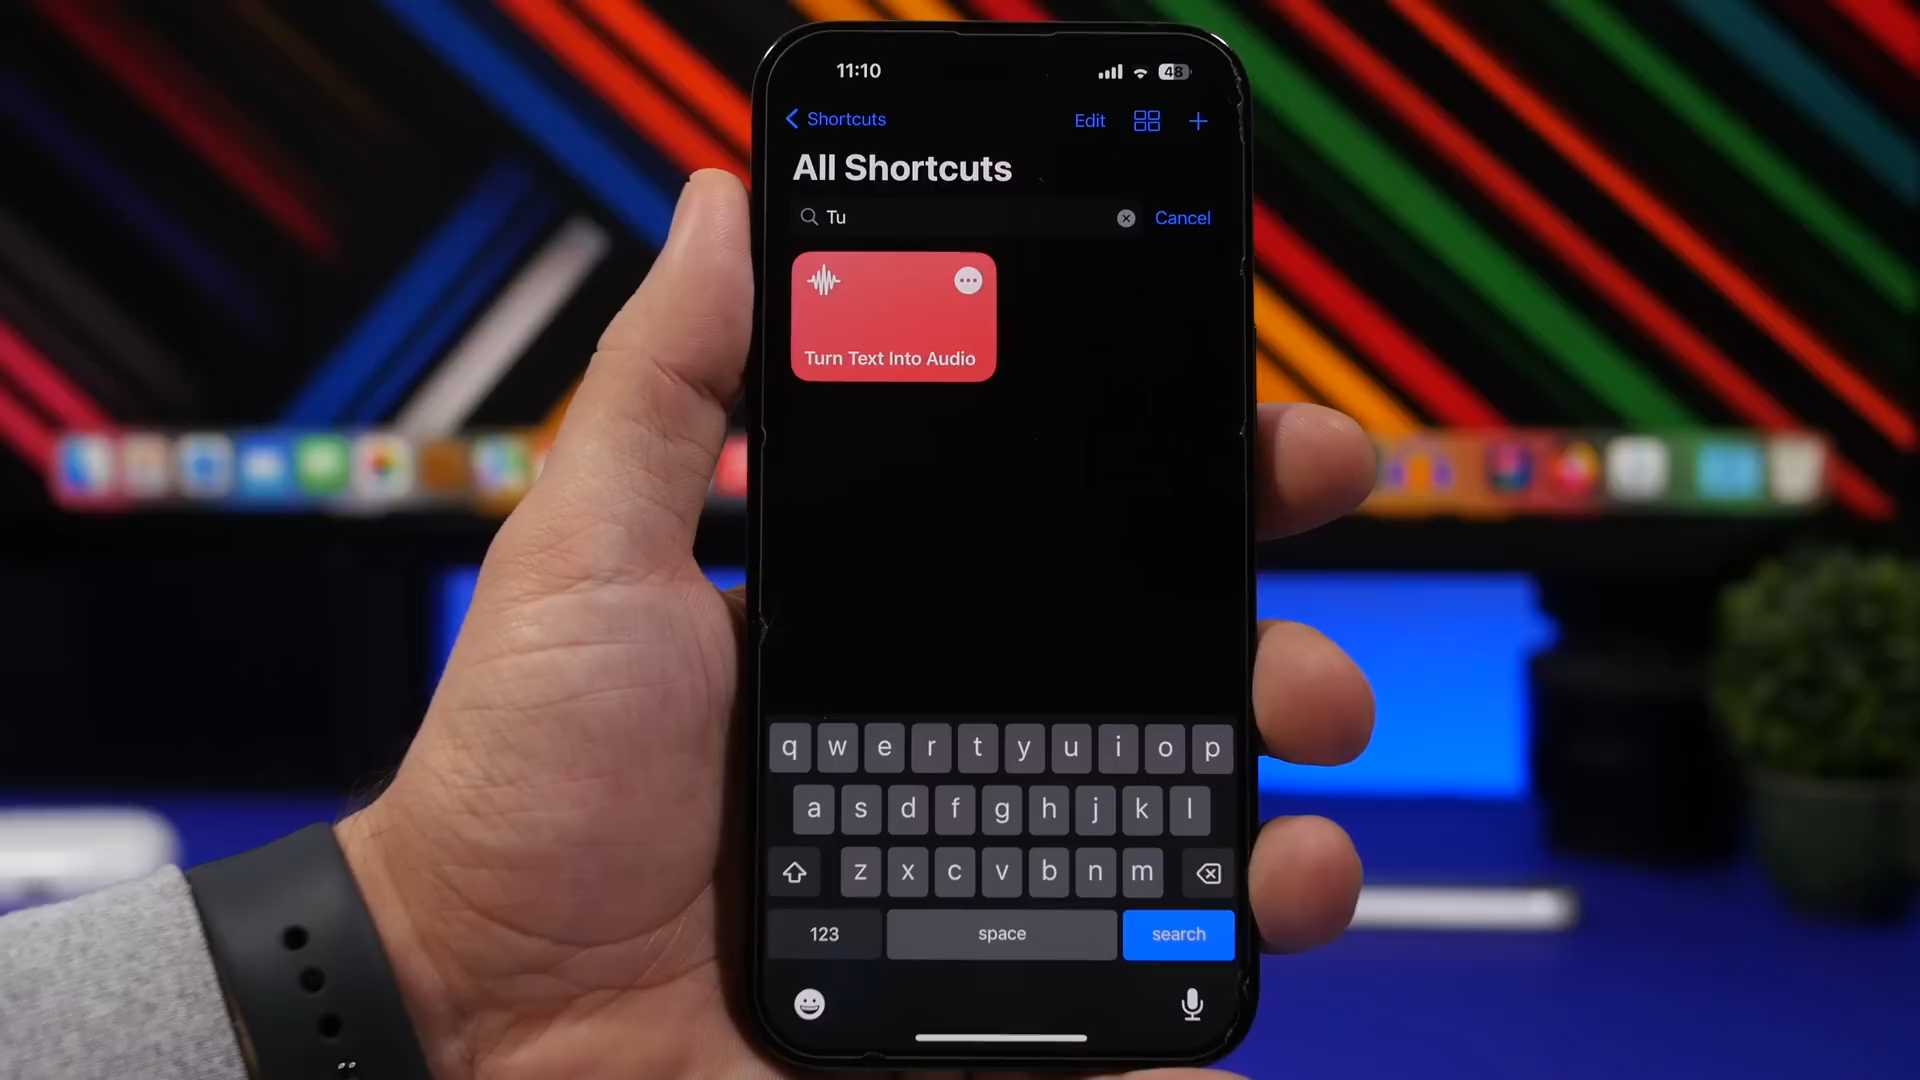 11:10
48
Shortcuts
Edit
All Shortcuts
Tu
Cancel
Turn Text Into Audio
q w e r t y u i o p
a s d f g h j k l
z x c v b n m
123
space
search